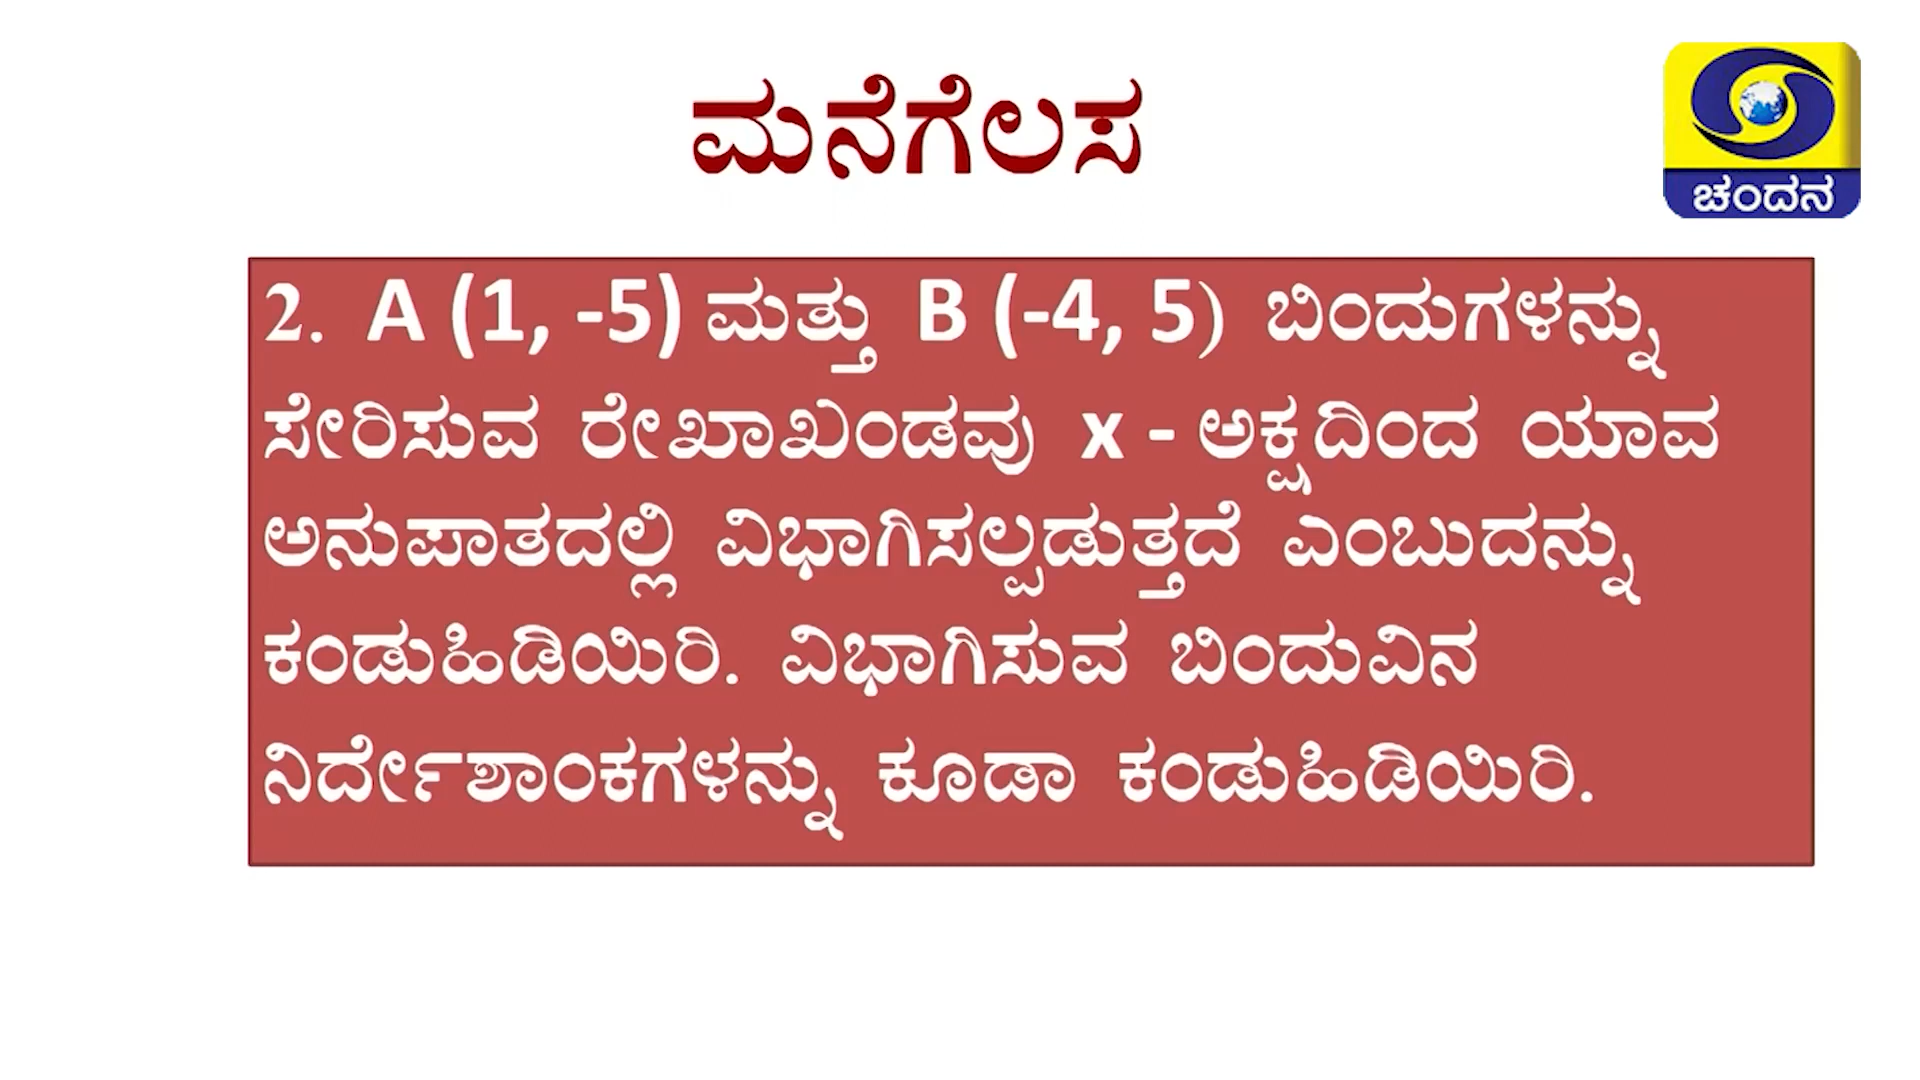 ಮನೆಗೆಲಸ
ಚಂದನ
2. A (1, -5) ಮತ್ತು B (-4, 5) ಬಿಂದುಗಳನ್ನು
ಸೇರಿಸುವ ರೇಖಾಖಂಡವು x - ಅಕ್ಷದಿಂದ ಯಾವ
ಅನುಪಾತದಲ್ಲಿ ವಿಭಾಗಿಸಲ್ಪಡುತ್ತದೆ ಎಂಬುದನ್ನು
ಕಂಡುಹಿಡಿಯಿರಿ. ವಿಭಾಗಿಸುವ ಬಿಂದುವಿನ
ನಿರ್ದೇಶಾಂಕಗಳನ್ನು ಕೂಡಾ ಕಂಡುಹಿಡಿಯಿರಿ.